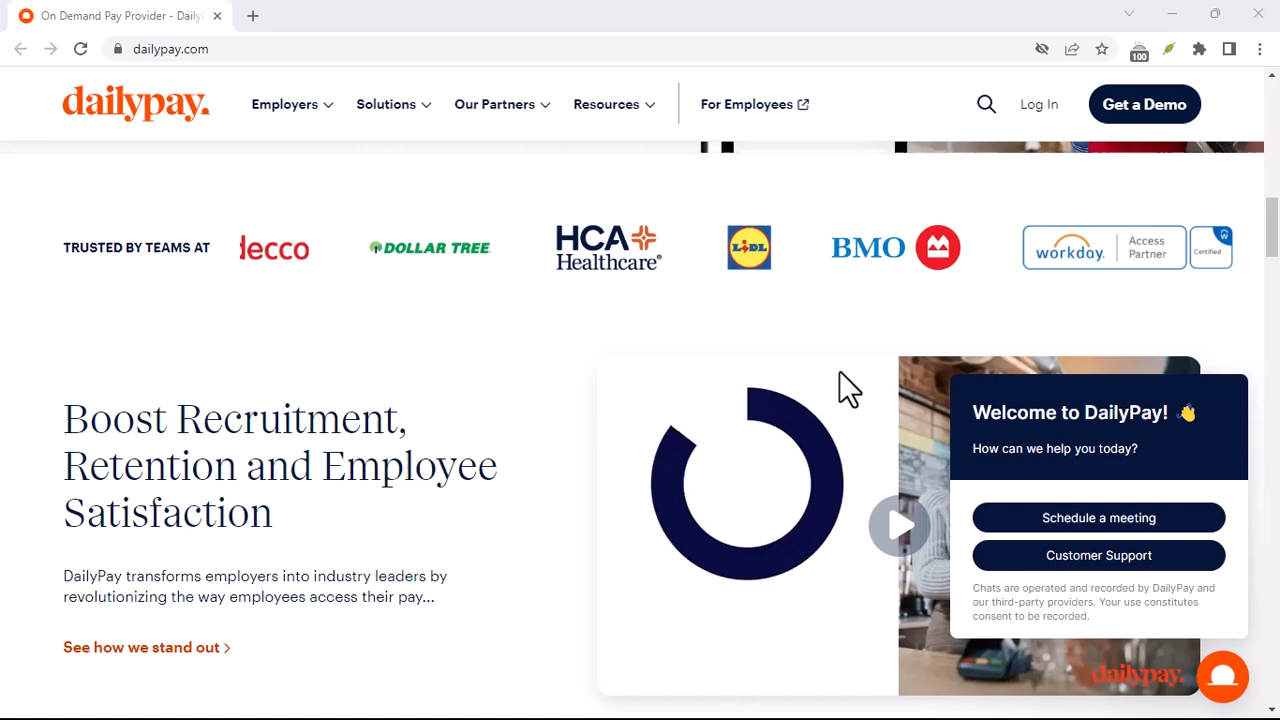 On Demand Pay Provider - Daily
dailypay.com
100
dailypay.
Employers
Solutions
Our Partners
Resources
For Employees
Log In
Get a Demo
TRUSTED BY TEAMS AT
decco
DOLLAR TREE
HCA
Healthcare
LIDL
BMO
workday.
Access
Partner
W
Certified
Boost Recruitment,
Retention and Employee
Satisfaction
DailyPay transforms employers into industry leaders by
revolutionizing the way employees access their pay...
See how we stand out
Welcome to DailyPay!
How can we help you today?
Schedule a meeting
Customer Support
Chats are operated and recorded by DailyPay and
our third-party providers. Your use constitutes
consent to be recorded.
dailypay.